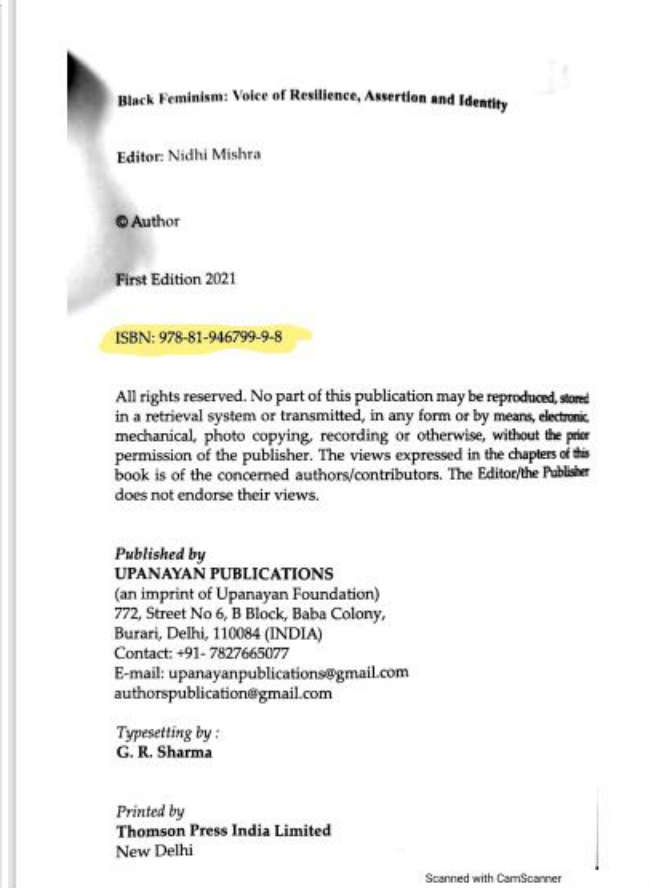 Black Feminism: Voice of Resilience, Assertion and Identity
Editor: Nidhi Mishra
© Author
First Edition 2021
ISBN: 978-81-946799-9-8
All rights reserved. No part of this publication may be reproduced, stored
in a retrieval system or transmitted, in any form or by means, electronic,
mechanical, photo copying, recording or otherwise, without the prior
permission of the publisher. The views expressed in the chapters of this
book is of the concerned authors/contributors. The Editor/the Publisher
does not endorse their views.
Published by
UPANAYAN PUBLICATIONS
(an imprint of Upanayan Foundation)
772, Street No 6, B Block, Baba Colony,
Burari, Delhi, 110084 (INDIA)
Contact: +91- 7827665077
E-mail: upanayanpublications@gmail.com
authorspublication@gmail.com
Typesetting by :
G. R. Sharma
Printed by
Thomson Press India Limited
New Delhi
Scanned with CamScanner